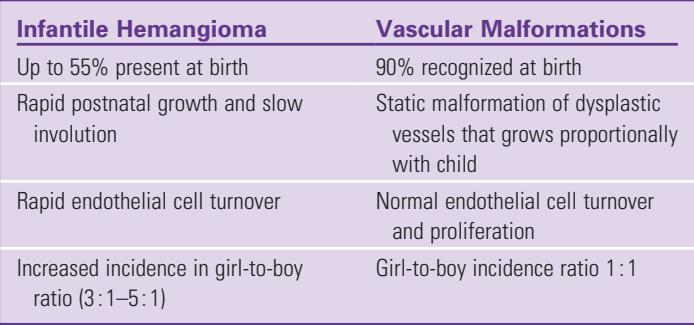 Infantile Hemangioma Vascular Malformations
Up to 55% present at birth 90% recognized at birth
Rapid postnatal growth and slow
involution
Static malformation of dysplastic
vessels that grows proportionally
with child
Rapid endothelial cell turnover
Normal endothelial cell turnover
and proliferation
Increased incidence in girl-to-boy
ratio (3:1–5:1)
Girl-to-boy incidence ratio 1:1